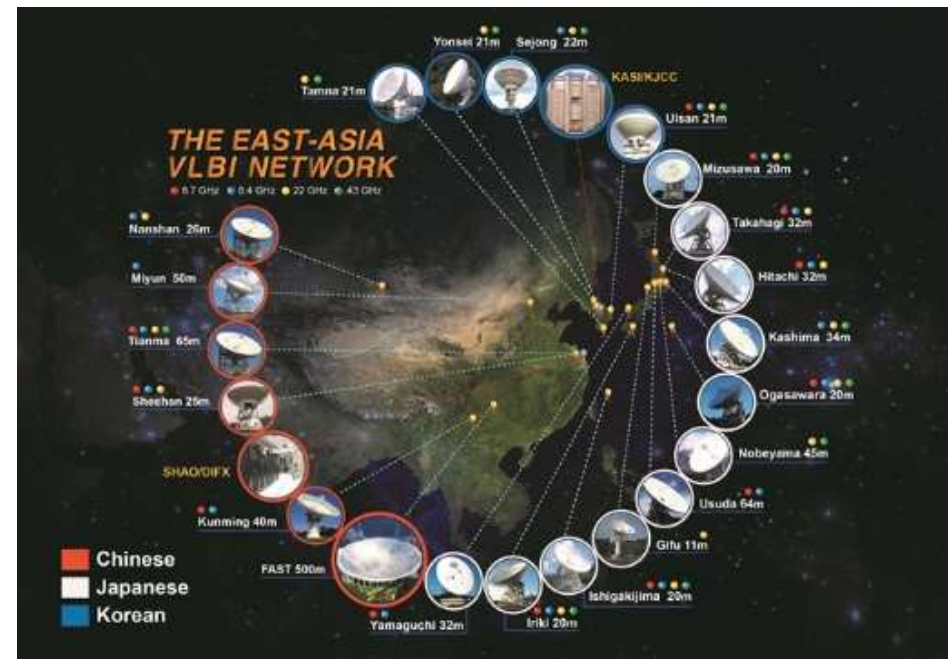 Yonsei 21m
Sejong 22m
Tamna 21m
KASI/KJCC
Ulsan 21m
THE EAST-ASIA
VLBI NETWORK
6.7 GHz 8.4 GHz 22 GHz 43 GHz
Mizusawa 20m
Takahagi 32m
Nanshan 26m
Miyun 50m
Hitachi 32m
Tianma 65m
Kashima 34m
Sheshan 25m
Ogasawara 20m
Nobeyama 45m
SHAO/DIFX
Usuda 64m
Kunming 40m
Gifu 11m
FAST 500m
Ishigakijima 20m
Iriki 20m
Yamaguchi 32m
Chinese
Japanese
Korean